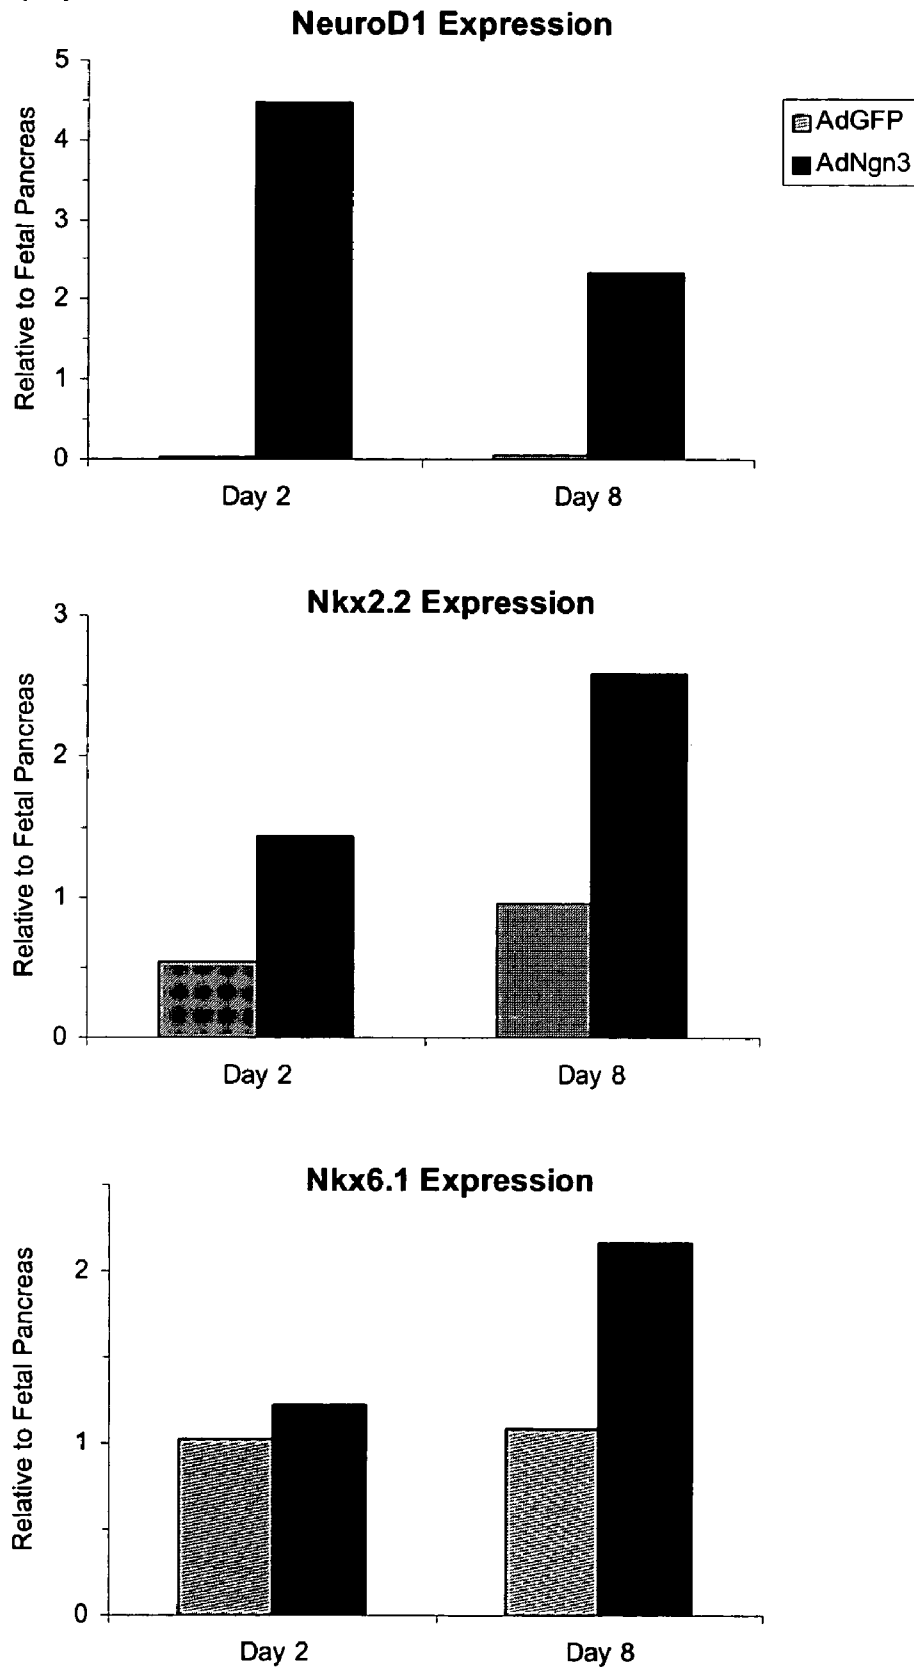 NeuroD1 Expression
5
4
3
2
1
0
Relative to Fetal Pancreas
Day 2
Day 8
AdGFP
AdNgn3
Nkx2.2 Expression
3
2
1
0
Relative to Fetal Pancreas
Day 2
Day 8
Nkx6.1 Expression
2
1
0
Relative to Fetal Pancreas
Day 2
Day 8